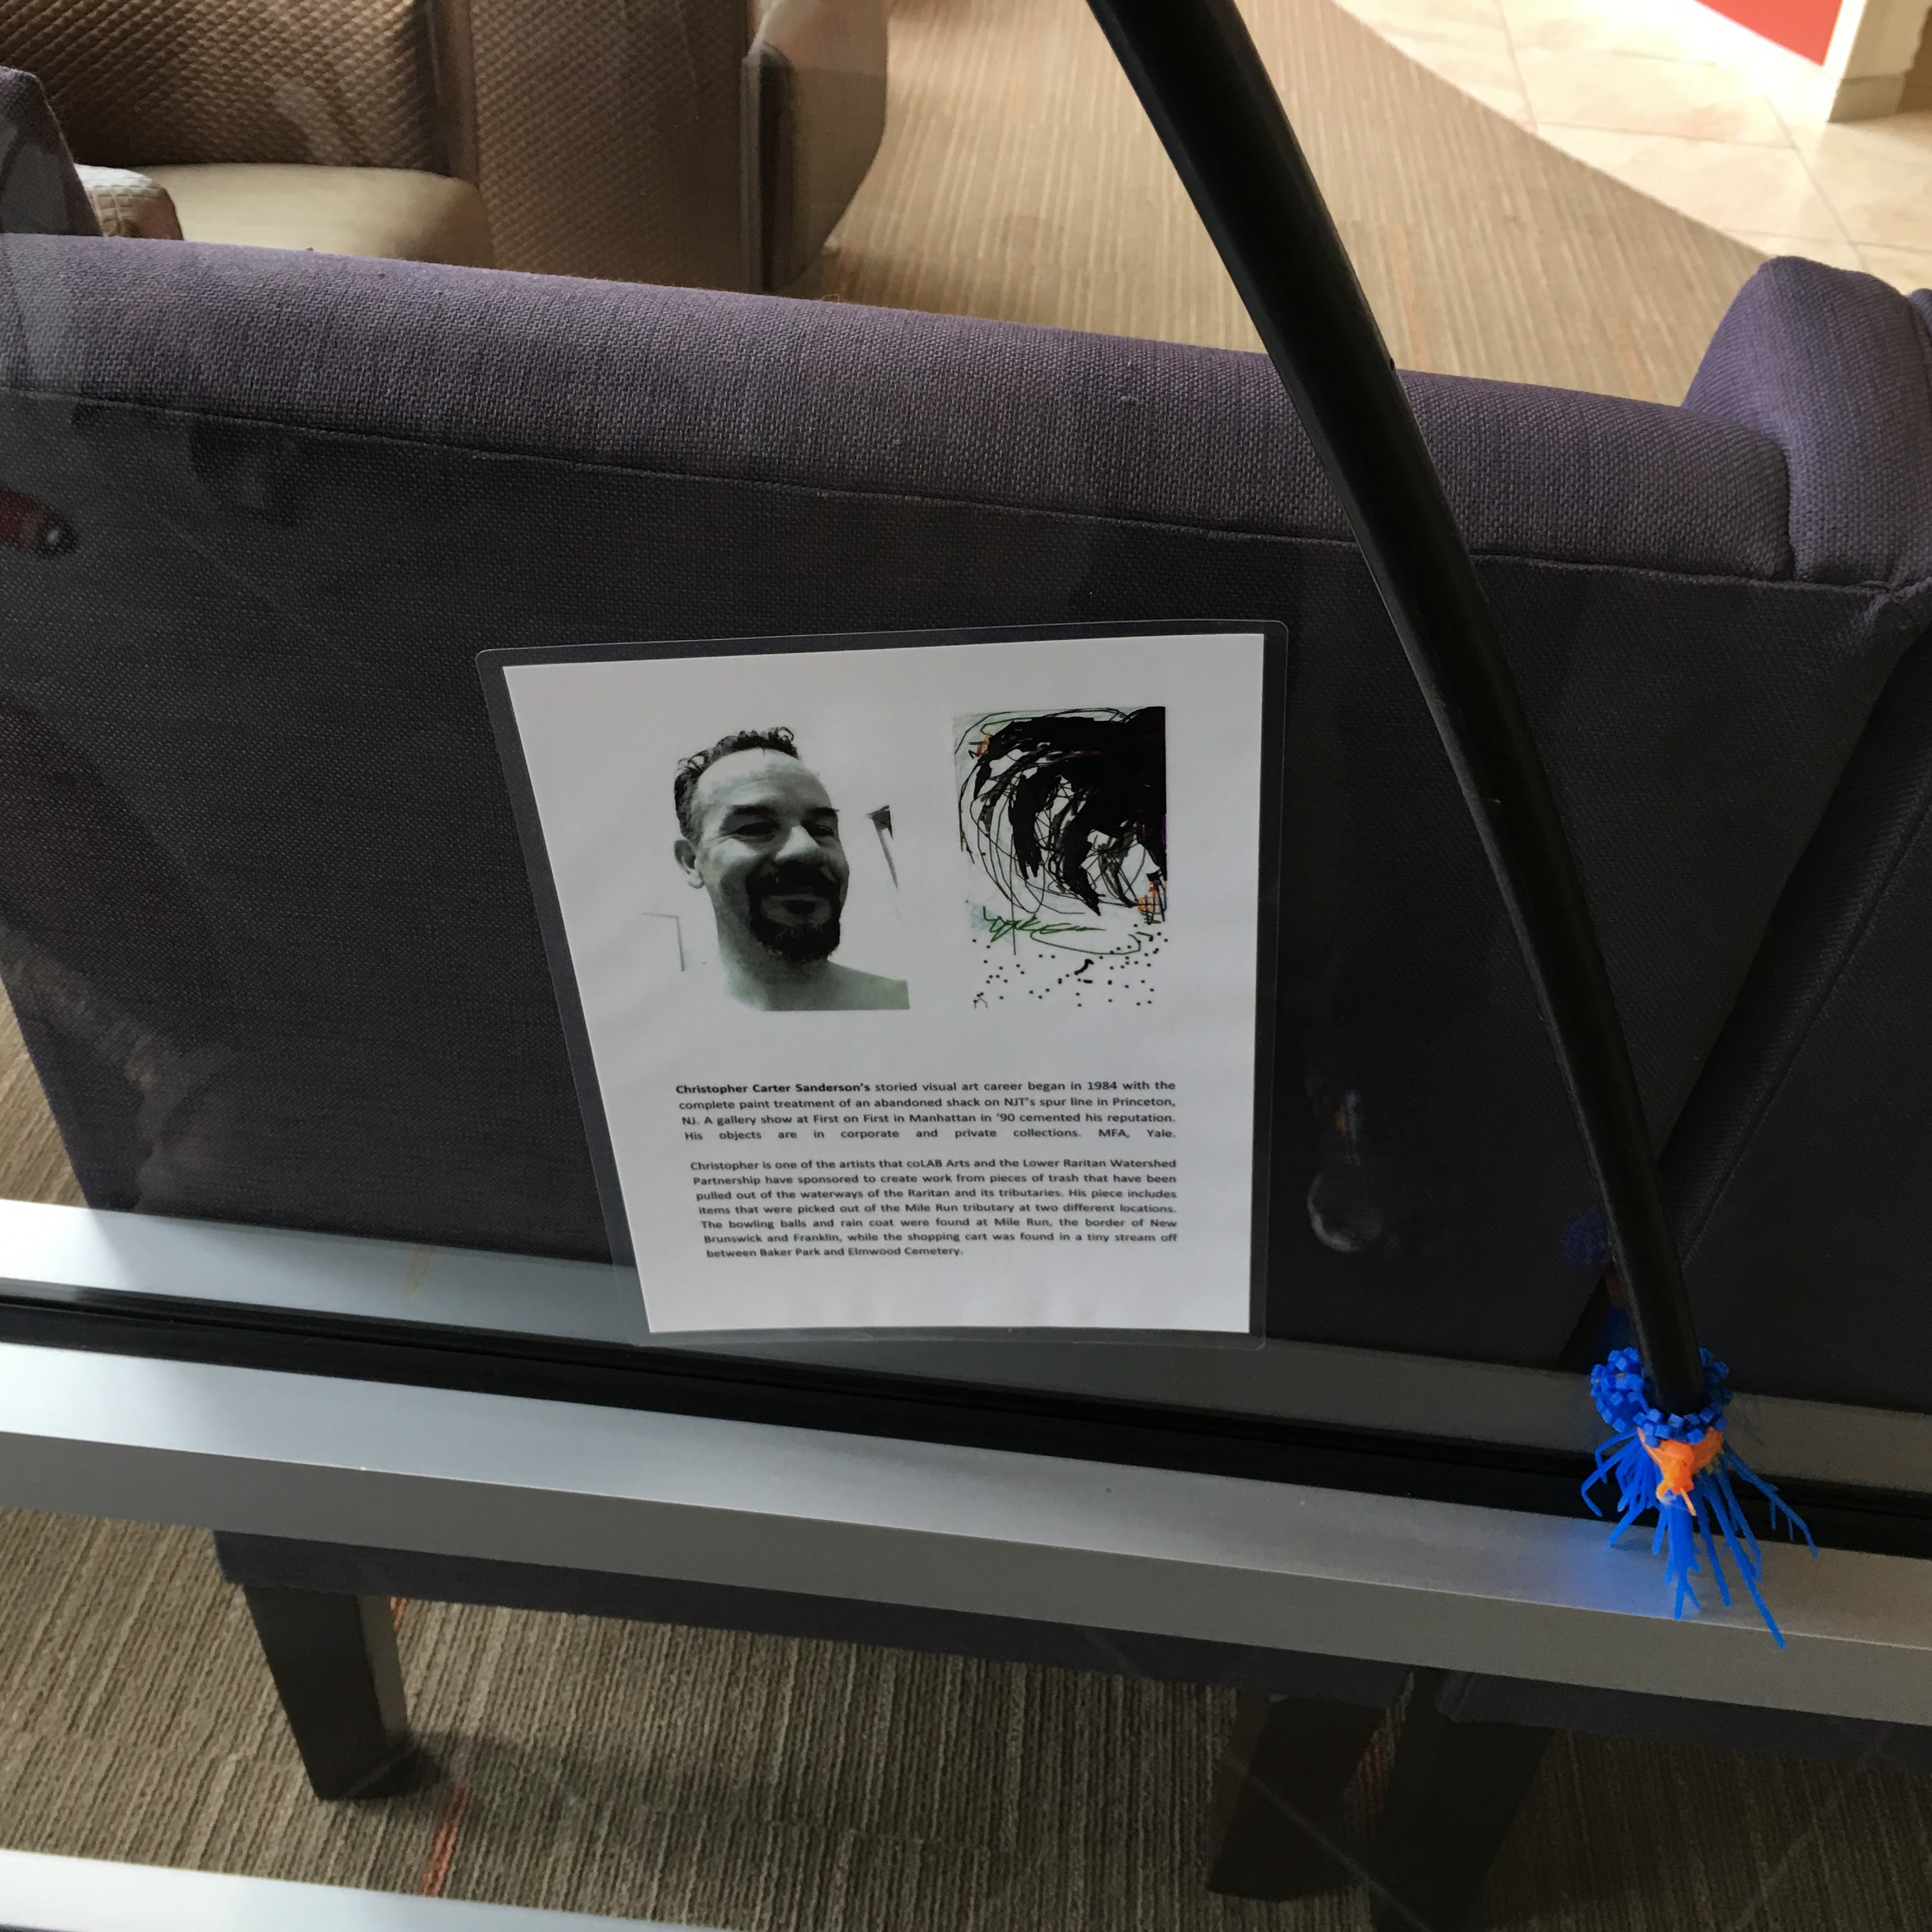 Christopher Carter Sanderson's storied visual art career began in 1984 with the
complete paint treatment of an abandoned shack on NJT's spur line in Princeton,
NJ. A gallery show at First on First in Manhattan in '90 cemented his reputation.
His objects are in corporate and private collections. MFA, Yale.
Christopher is one of the artists that coLAB Arts and the Lower Raritan Watershed
Partnership have sponsored to create work from pieces of trash that have been
pulled out of the waterways of the Raritan and its tributaries. His piece includes
items that were picked out of the Mile Run tributary at two different locations.
The bowling balls and rain coat were found at Mile Run, the border of New
Brunswick and Franklin, while the shopping cart was found in a tiny stream off
between Baker Park and Elmwood Cemetery.